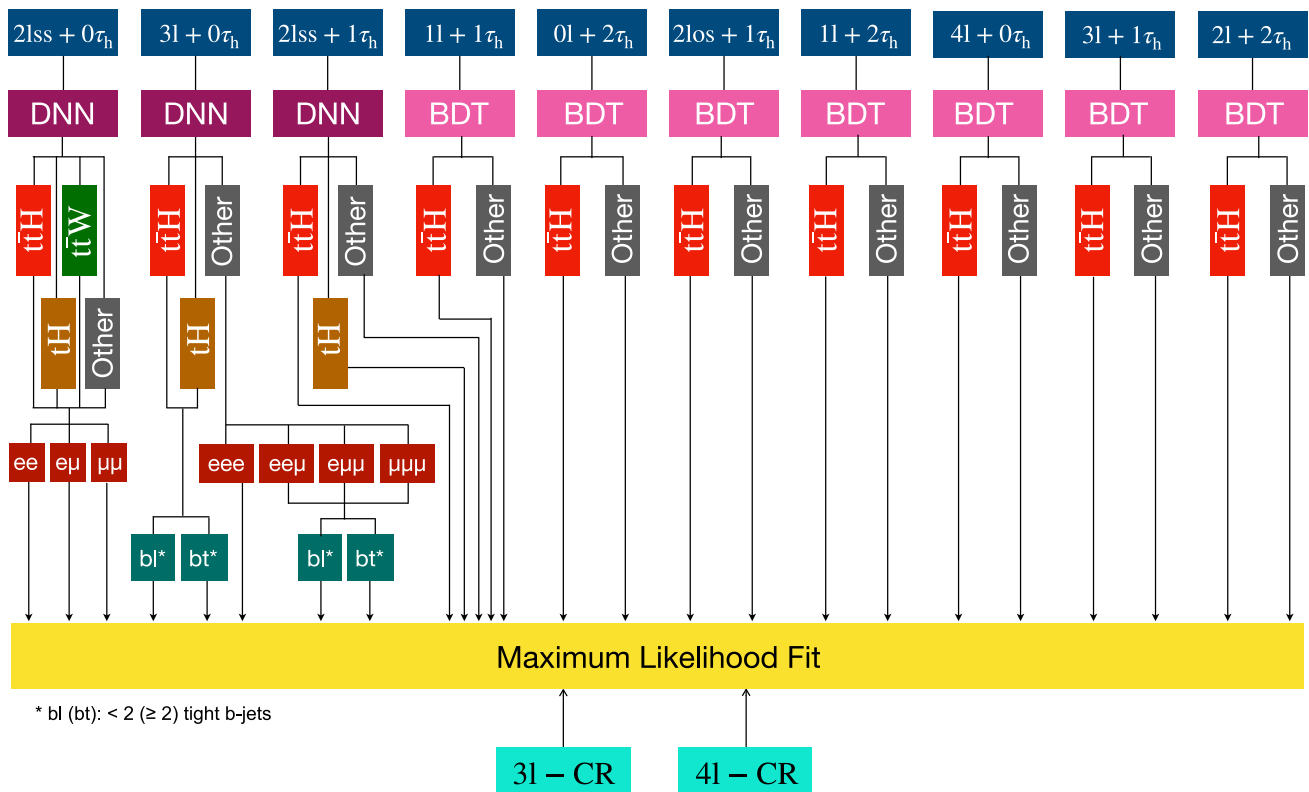 2lss + 0τh 3l + 0τh 2lss + 1τh 1l + 1τh 0l + 2τh 2los + 1τh 1l + 2τh 4l + 0τh 3l + 1τh 2l + 2τh
DNN DNN DNN BDT BDT BDT BDT BDT BDT BDT
tt̄H tt̄W tt̄H Other tt̄H Other tt̄H Other tt̄H Other tt̄H Other tt̄H Other tt̄H Other tt̄H Other tt̄H Other
tH Other tH tH
ee eμ μμ eee eeμ eμμ μμμ
bl* bt* bl* bt*
Maximum Likelihood Fit
* bl (bt): < 2 (≥ 2) tight b-jets
3l – CR 4l – CR